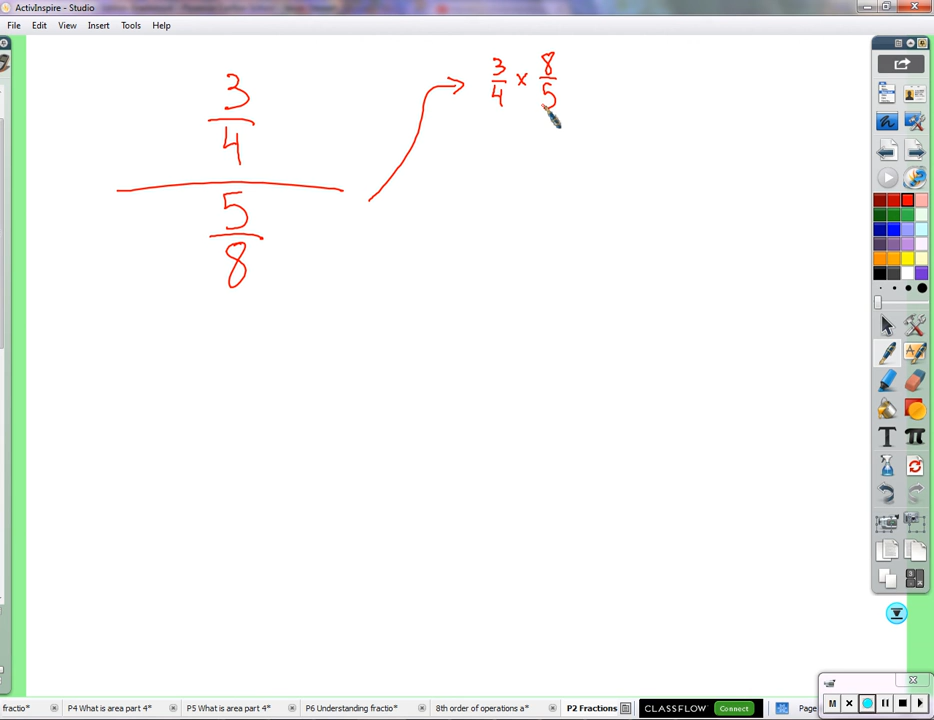 ActivInspire - Studio
File Edit View Insert Tools Help
3
4
5
8
3/4 x 8/5
fractio*
P4 What is area part 4*
P5 What is area part 4*
P6 Understanding fractio*
8th order of operations a*
P2 Fractions
CLASSFLOW Connect
Page
M